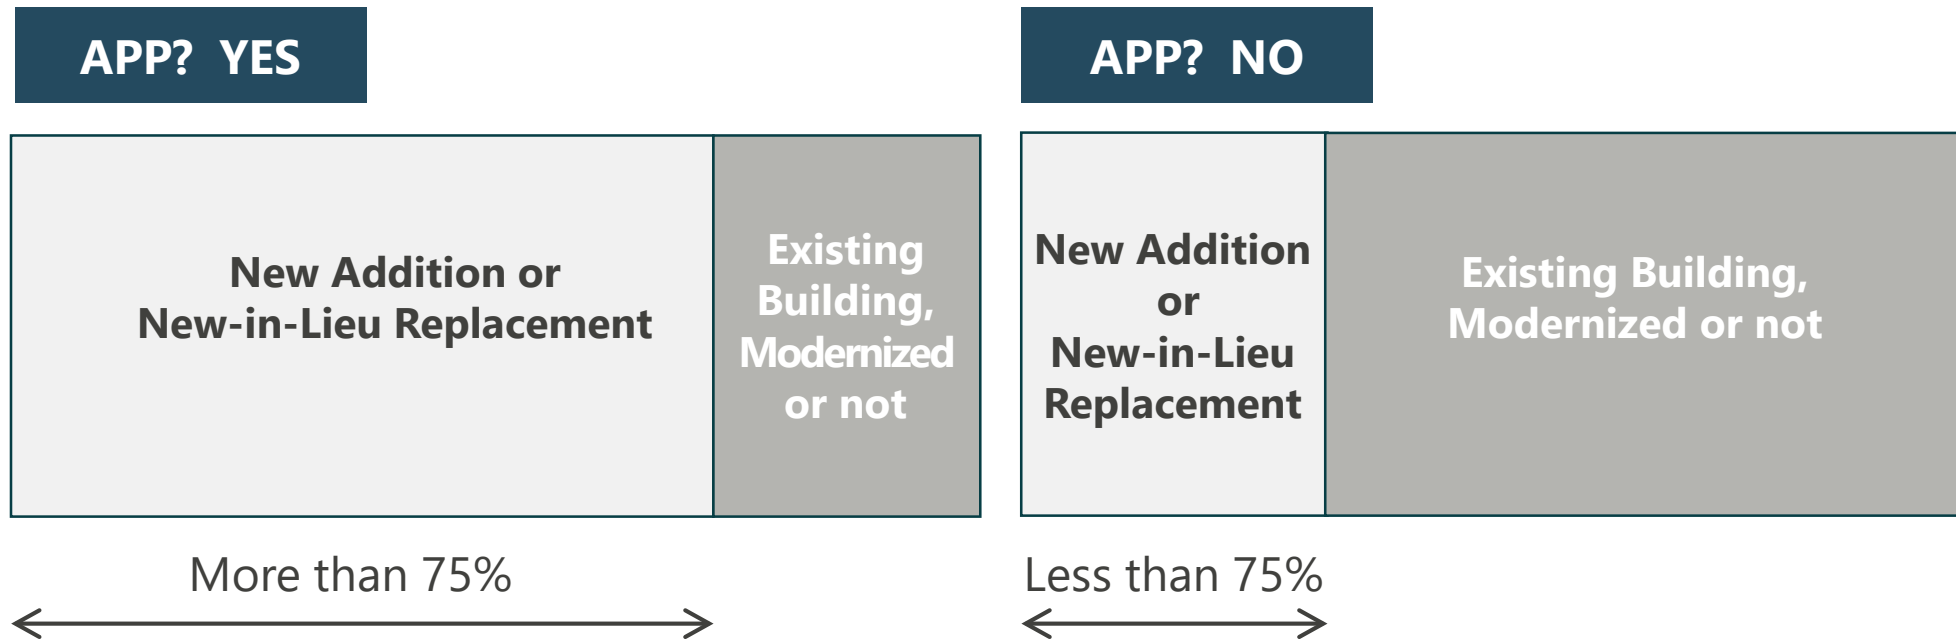 APP? YES
New Addition or
New-in-Lieu Replacement
Existing
Building,
Modernized
or not
More than 75%
APP? NO
New Addition
or
New-in-Lieu
Replacement
Existing Building,
Modernized or not
Less than 75%